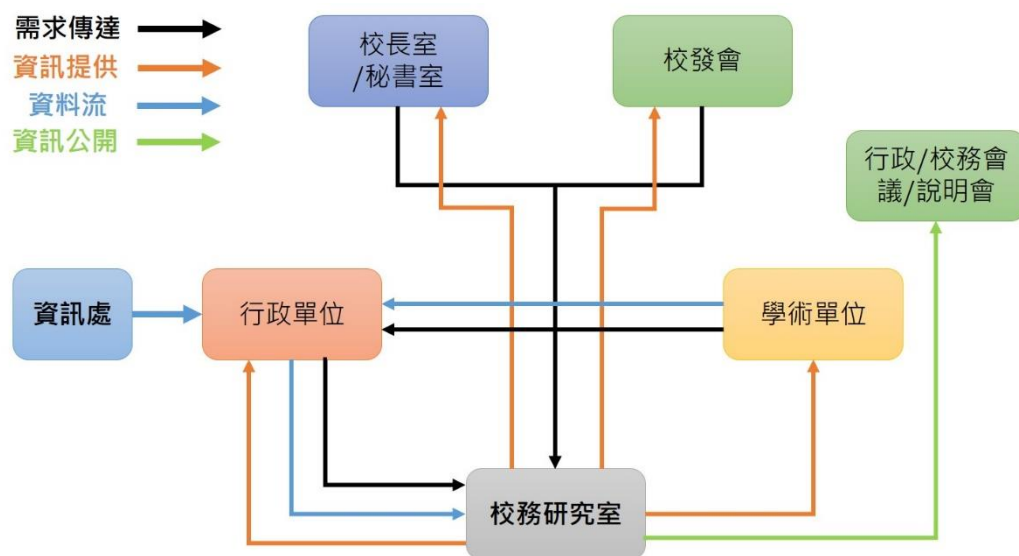 需求傳達
資訊提供
資料流
資訊公開
校長室
/秘書室
校發會
行政/校務會
議/說明會
資訊處
行政單位
學術單位
校務研究室